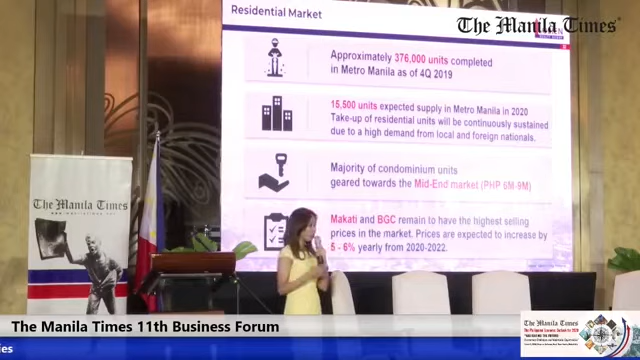 Residential Market
The Manila Times
Approximately 376,000 units completed
in Metro Manila as of 4Q 2019
15,500 units expected supply in Metro Manila in 2020
Take-up of residential units will be continuously sustained
due to a high demand from local and foreign nationals.
Majority of condominium units
geared towards the Mid-End market (PHP 6M-9M)
Makati and BGC remain to have the highest selling
prices in the market. Prices are expected to increase by
5 - 6% yearly from 2020-2022.
The Manila Times
The Manila Times 11th Business Forum
ies
The Manila Times